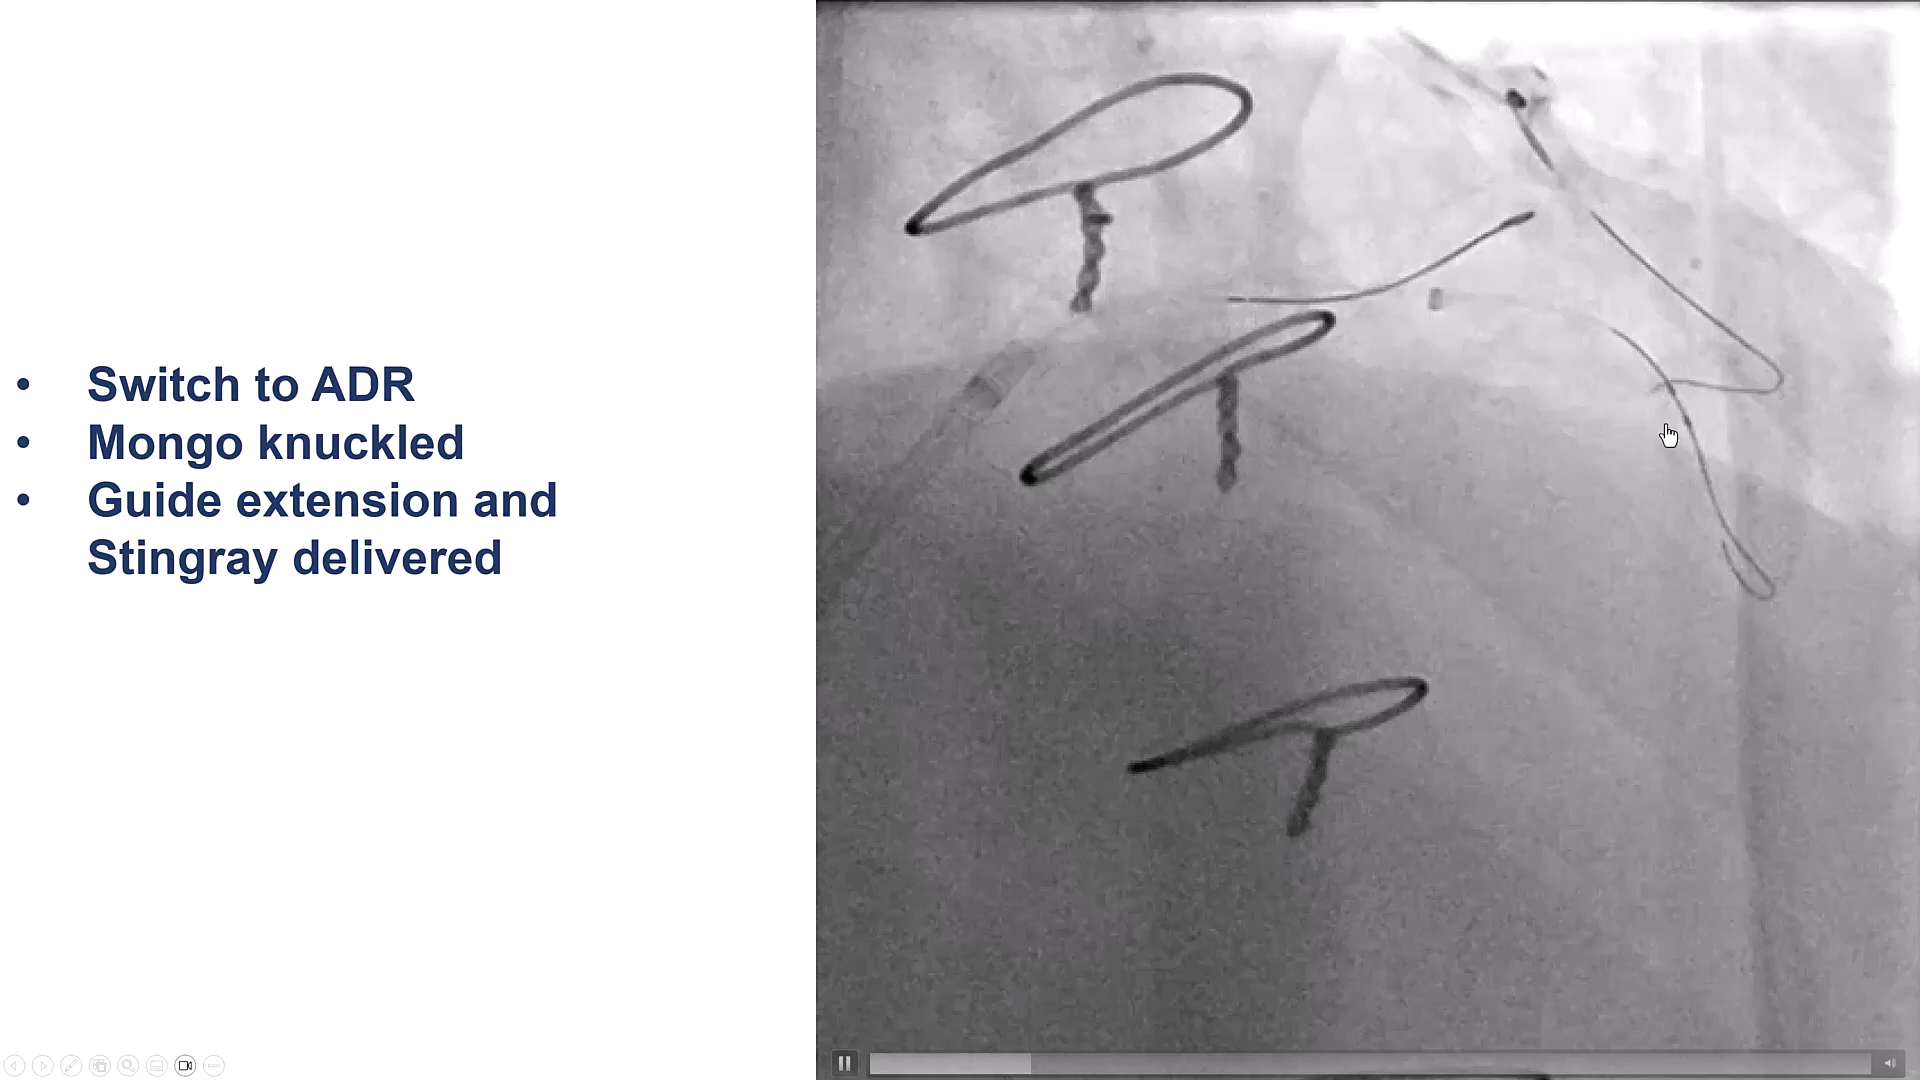 • Switch to ADR
• Mongo knuckled
• Guide extension and
Stingray delivered